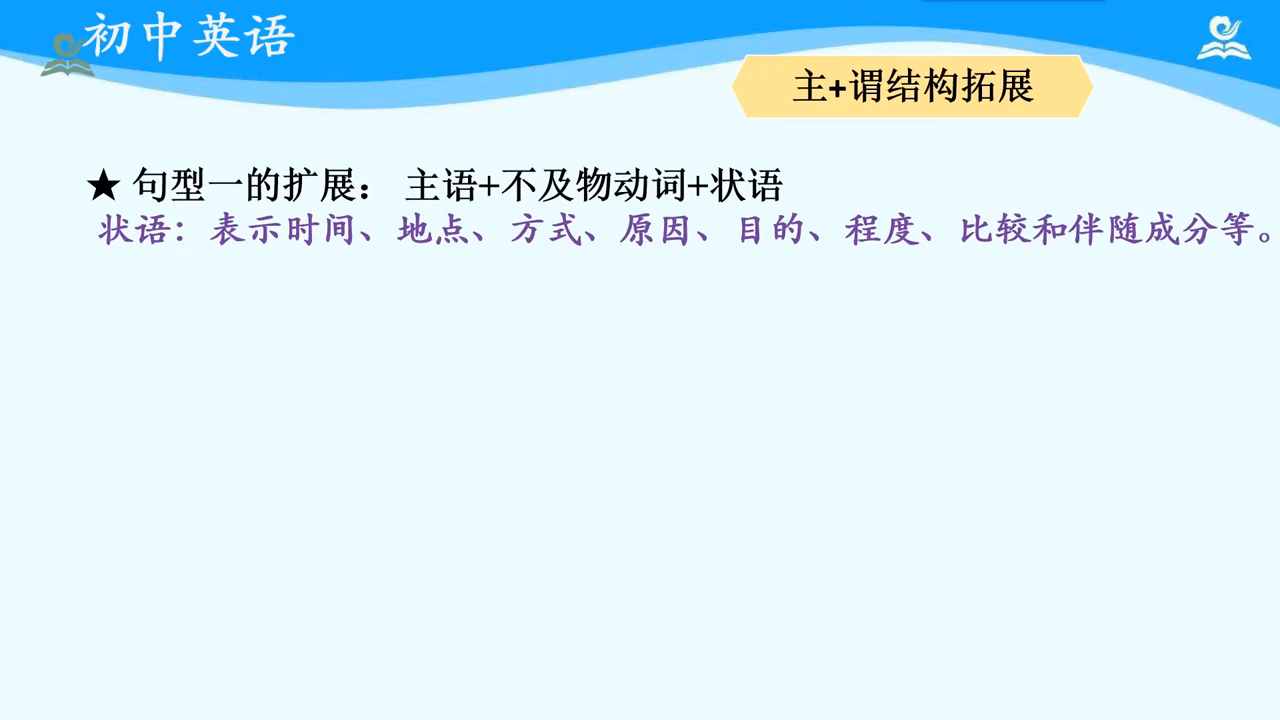 初中英语
主+谓结构拓展
★ 句型一的扩展： 主语+不及物动词+状语
状语：表示时间、地点、方式、原因、目的、程度、比较和伴随成分等。